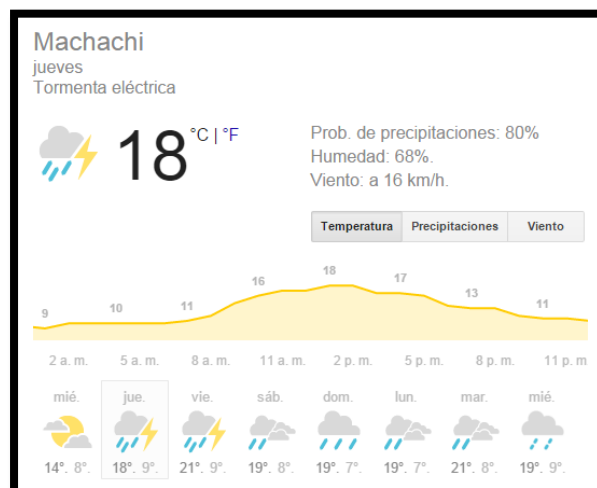 Machachi
jueves
Tormenta eléctrica
18 °C | °F
Prob. de precipitaciones: 80%
Humedad: 68%.
Viento: a 16 km/h.
Temperatura Precipitaciones Viento
9 10 11 16 18 17 13 11
2 a. m. 5 a. m. 8 a. m. 11 a. m. 2 p. m. 5 p. m. 8 p. m. 11 p. m
mié. jue. vie. sáb. dom. lun. mar. mié.
14°. 8°. 18°. 9°. 21°. 9°. 19°. 8°. 19°. 7°. 19°. 7°. 21°. 8°. 19°. 9°.